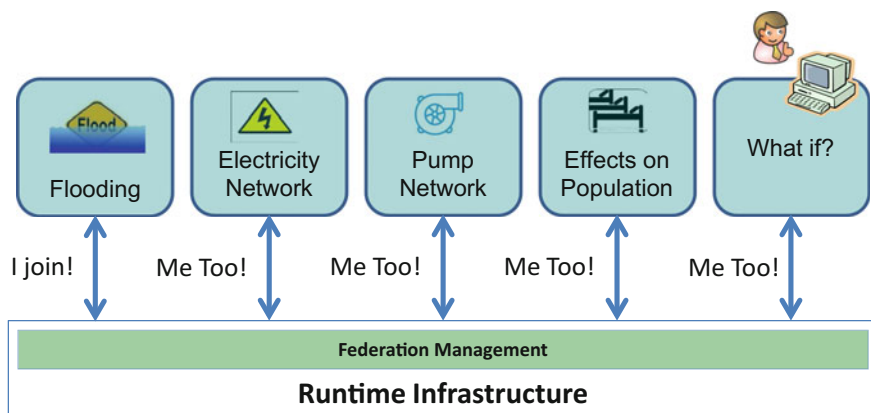 Flood
Flooding
Electricity
Network
Pump
Network
Effects on
Population
What if?
I join!
Me Too!
Me Too!
Me Too!
Me Too!
Federation Management
Runtime Infrastructure